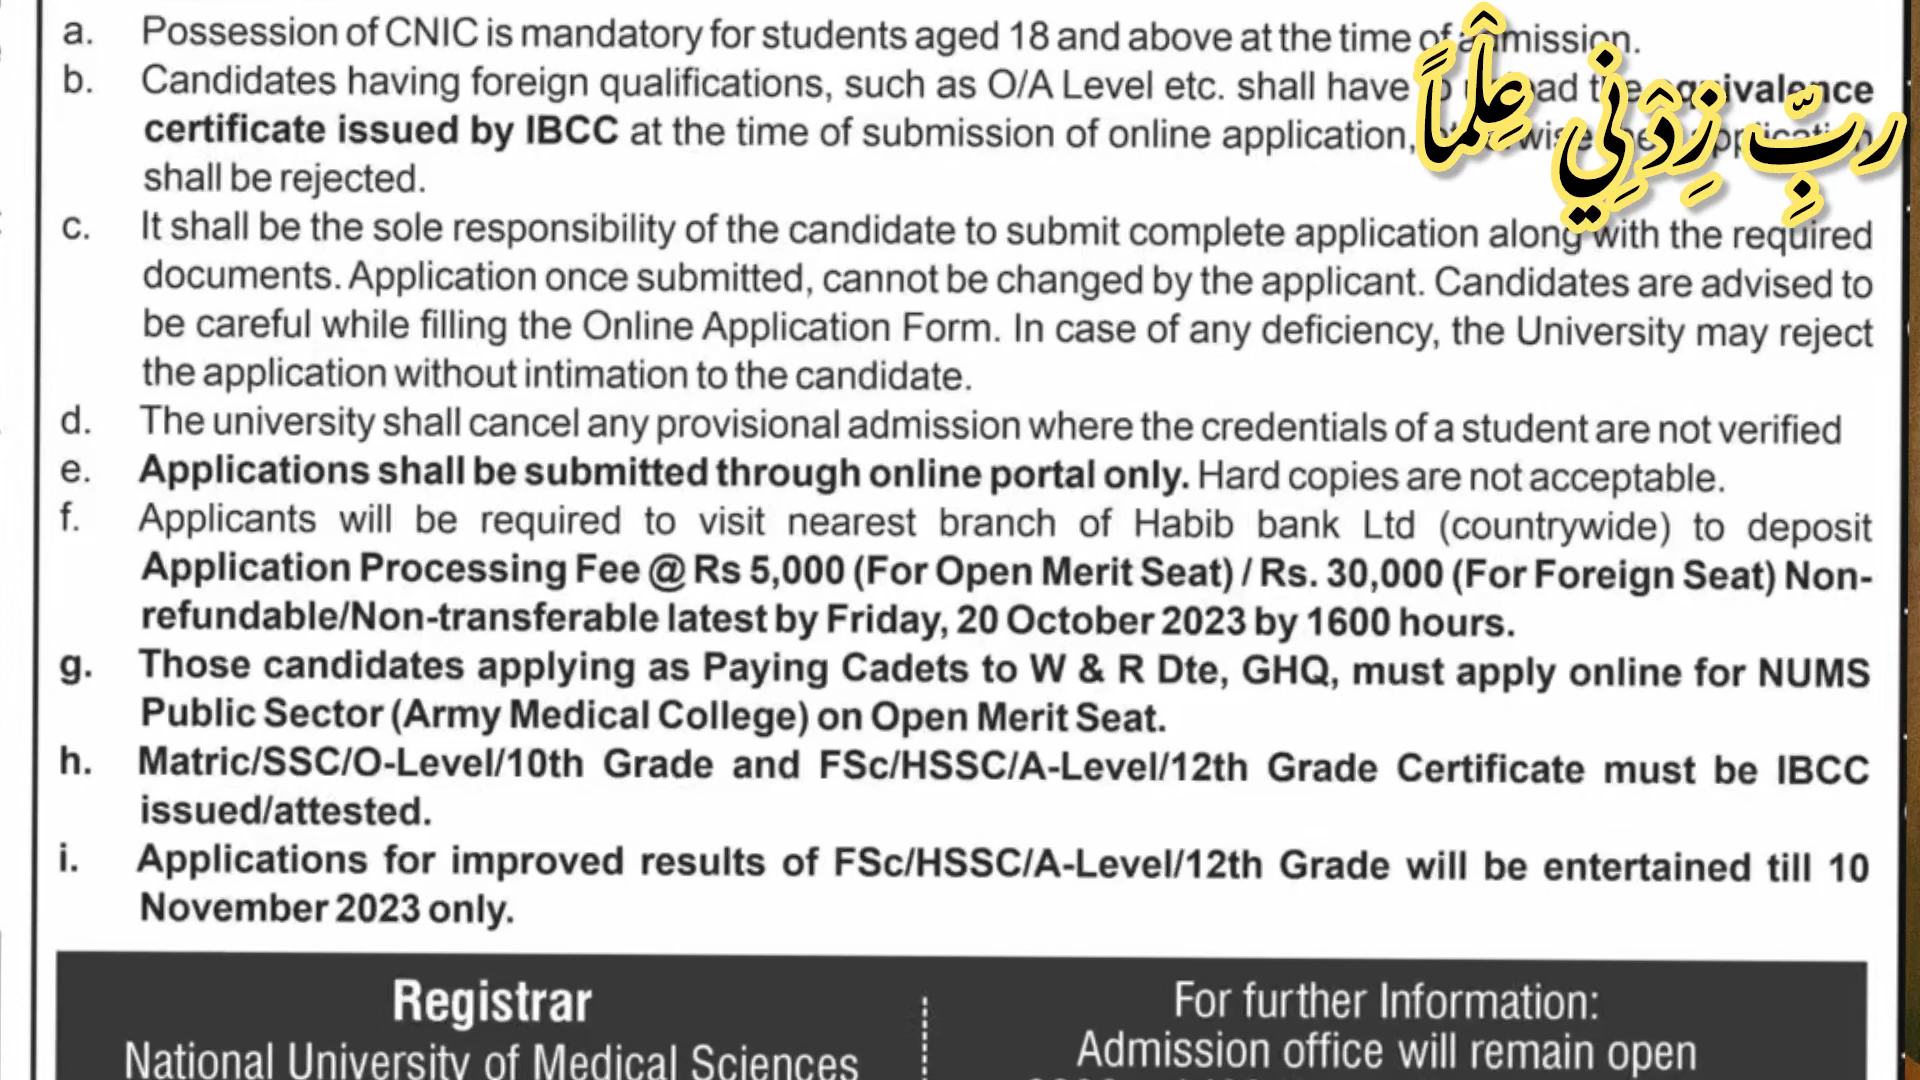 a. Possession of CNIC is mandatory for students aged 18 and above at the time of admission.
b. Candidates having foreign qualifications, such as O/A Level etc. shall have to upload the equivalence
certificate issued by IBCC at the time of submission of online application, otherwise the application
shall be rejected.
رَبِّ زِدْنِي عِلْمًا
c. It shall be the sole responsibility of the candidate to submit complete application along with the required
documents. Application once submitted, cannot be changed by the applicant. Candidates are advised to
be careful while filling the Online Application Form. In case of any deficiency, the University may reject
the application without intimation to the candidate.
d. The university shall cancel any provisional admission where the credentials of a student are not verified
e. Applications shall be submitted through online portal only. Hard copies are not acceptable.
f. Applicants will be required to visit nearest branch of Habib bank Ltd (countrywide) to deposit
Application Processing Fee @ Rs 5,000 (For Open Merit Seat) / Rs. 30,000 (For Foreign Seat) Non-
refundable/Non-transferable latest by Friday, 20 October 2023 by 1600 hours.
g. Those candidates applying as Paying Cadets to W & R Dte, GHQ, must apply online for NUMS
Public Sector (Army Medical College) on Open Merit Seat.
h. Matric/SSC/O-Level/10th Grade and FSc/HSSC/A-Level/12th Grade Certificate must be IBCC
issued/attested.
i. Applications for improved results of FSc/HSSC/A-Level/12th Grade will be entertained till 10
November 2023 only.
Registrar
National University of Medical Sciences
For further Information:
Admission office will remain open